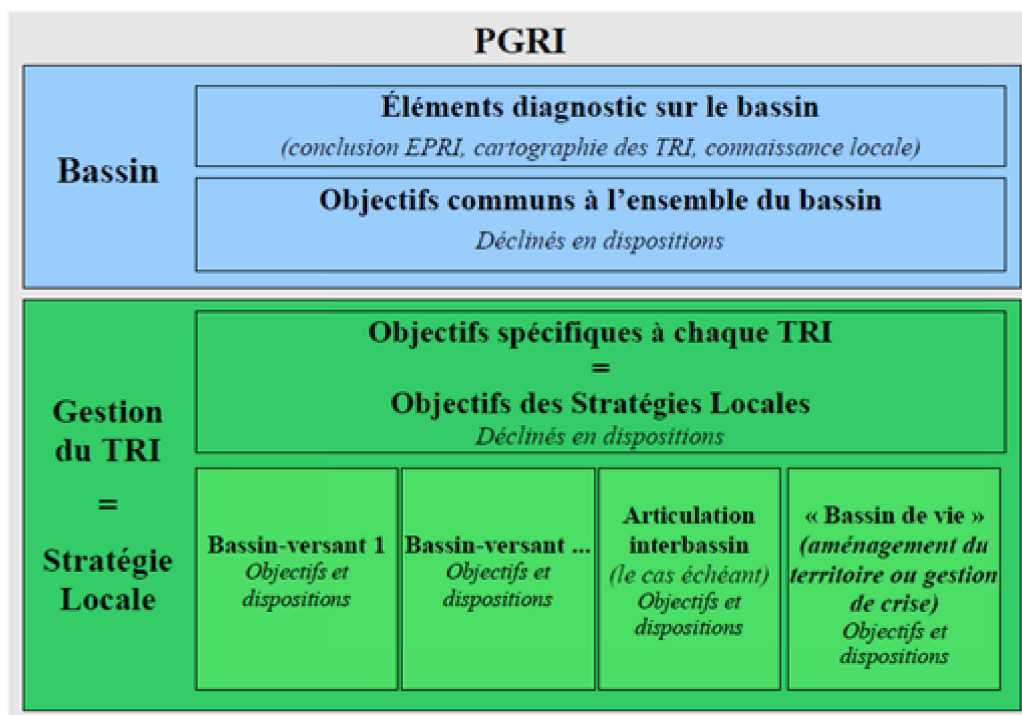 PGRI
Bassin
Éléments diagnostic sur le bassin
(conclusion EPRI, cartographie des TRI, connaissance locale)
Objectifs communs à l'ensemble du bassin
Déclinés en dispositions
Gestion
du TRI
=
Stratégie
Locale
Objectifs spécifiques à chaque TRI
=
Objectifs des Stratégies Locales
Déclinés en dispositions
Bassin-versant 1
Objectifs et
dispositions
Bassin-versant ...
Objectifs et
dispositions
Articulation
interbassin
(le cas échéant)
Objectifs et
dispositions
« Bassin de vie »
(aménagement du
territoire ou gestion
de crise)
Objectifs et
dispositions